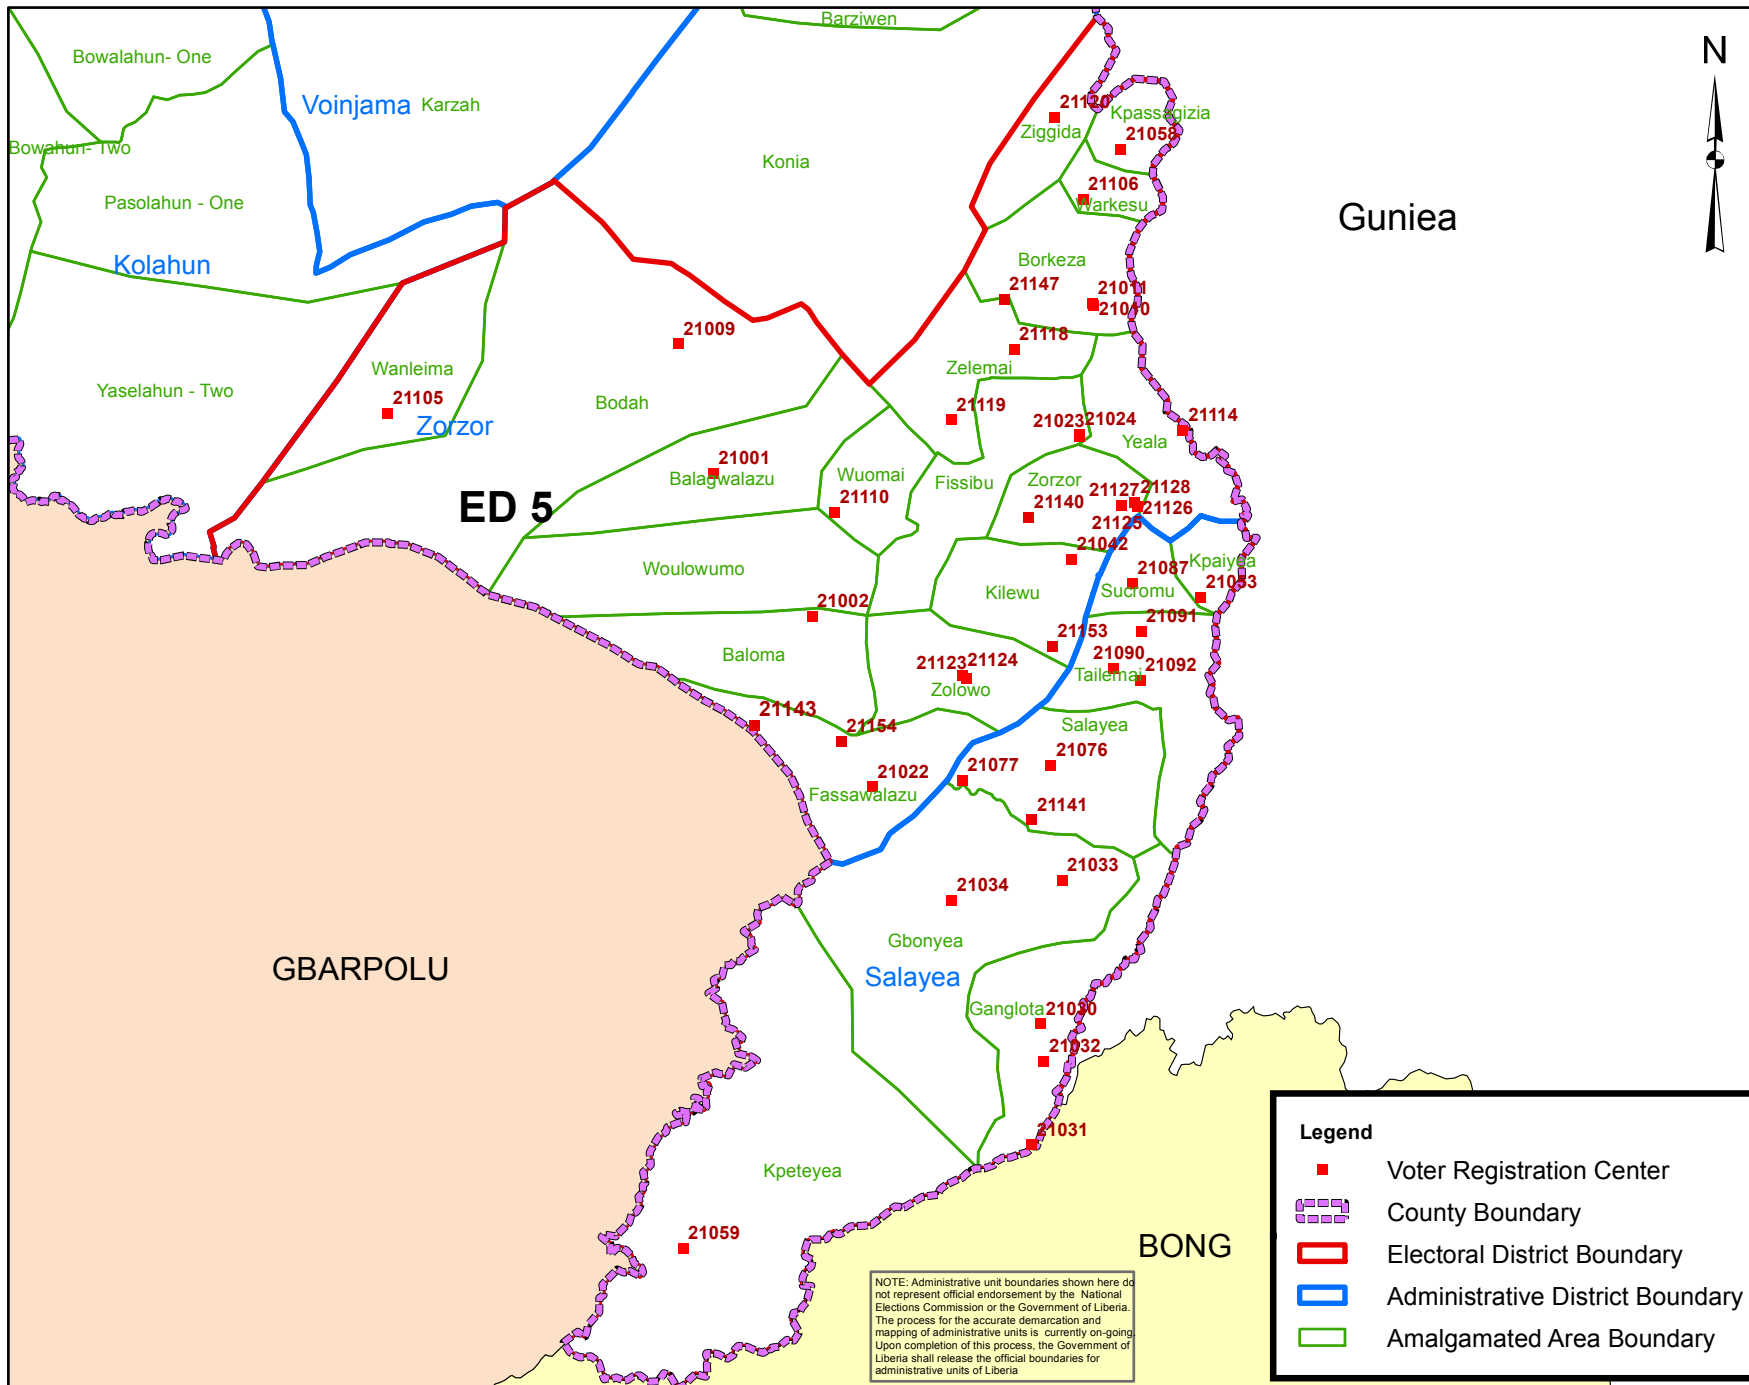 Barziwen
Bowalahun- One
Voinjama
Karzah
N
21120
Kpassagizia
Ziggida
21058
Bowahun- Two
Konia
21106
Pasolahun - One
Warkesu
Guniea
Kolahun
Borkeza
21147
21011
21010
21009
21118
Wanleima
Zelemai
Yaselahun - Two
21105
Bodah
Zorzor
21119
21023
21024
21114
Yeala
21001
Balagwalazu
Wuomai
Fissibu
Zorzor
ED 5
21110
21140
21127
21128
21126
21125
21042
Woulowumo
Kpaiyea
21087
21053
Kilewu
Sucromu
21002
21091
21153
Baloma
21123
21124
21090
21092
Tailemai
Zolowo
21143
21154
Salayea
21076
21022
21077
Fassawalazu
21141
21033
21034
Gbonyea
GBARPOLU
Salayea
Ganglota
21030
21032
21031
Kpeteyea
21059
BONG
NOTE: Administrative unit boundaries shown here do
not represent official endorsement by the National
Elections Commission or the Government of Liberia.
The process for the accurate demarcation and
mapping of administrative units is currently on-going.
Upon completion of this process, the Government of
Liberia shall release the official boundaries for
administrative units of Liberia
Legend
Voter Registration Center
County Boundary
Electoral District Boundary
Administrative District Boundary
Amalgamated Area Boundary